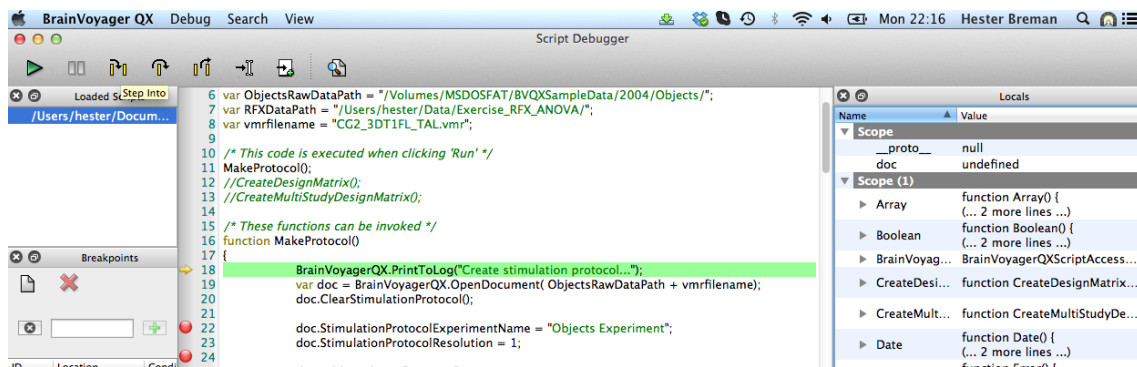 BrainVoyager QX Debug Search View Mon 22:16 Hester Breman
Script Debugger
Step Into
Loaded S
/Users/hester/Docum...
Breakpoints
6 var ObjectsRawDataPath = "/Volumes/MSDOSFAT/BVQXSampleData/2004/Objects/";
7 var RFXDataPath = "/Users/hester/Data/Exercise_RFX_ANOVA/";
8 var vmrfilename = "CG2_3DT1FL_TAL.vmr";
9
10 /* This code is executed when clicking 'Run' */
11 MakeProtocol();
12 //CreateDesignMatrix();
13 //CreateMultiStudyDesignMatrix();
14
15 /* These functions can be invoked */
16 function MakeProtocol()
17 {
18 BrainVoyagerQX.PrintToLog("Create stimulation protocol...");
19 var doc = BrainVoyagerQX.OpenDocument( ObjectsRawDataPath + vmrfilename);
20 doc.ClearStimulationProtocol();
21
22 doc.StimulationProtocolExperimentName = "Objects Experiment";
23 doc.StimulationProtocolResolution = 1;
24
ID Location Condi
Locals
Name Value
Scope
__proto__ null
doc undefined
Scope (1)
Array function Array() {
(... 2 more lines ...)
Boolean function Boolean() {
(... 2 more lines ...)
BrainVoyag... BrainVoyagerQXScriptAccess...
CreateDesi... function CreateDesignMatrix...
CreateMult... function CreateMultiStudyDe...
Date function Date() {
(... 2 more lines ...)
function Error() {